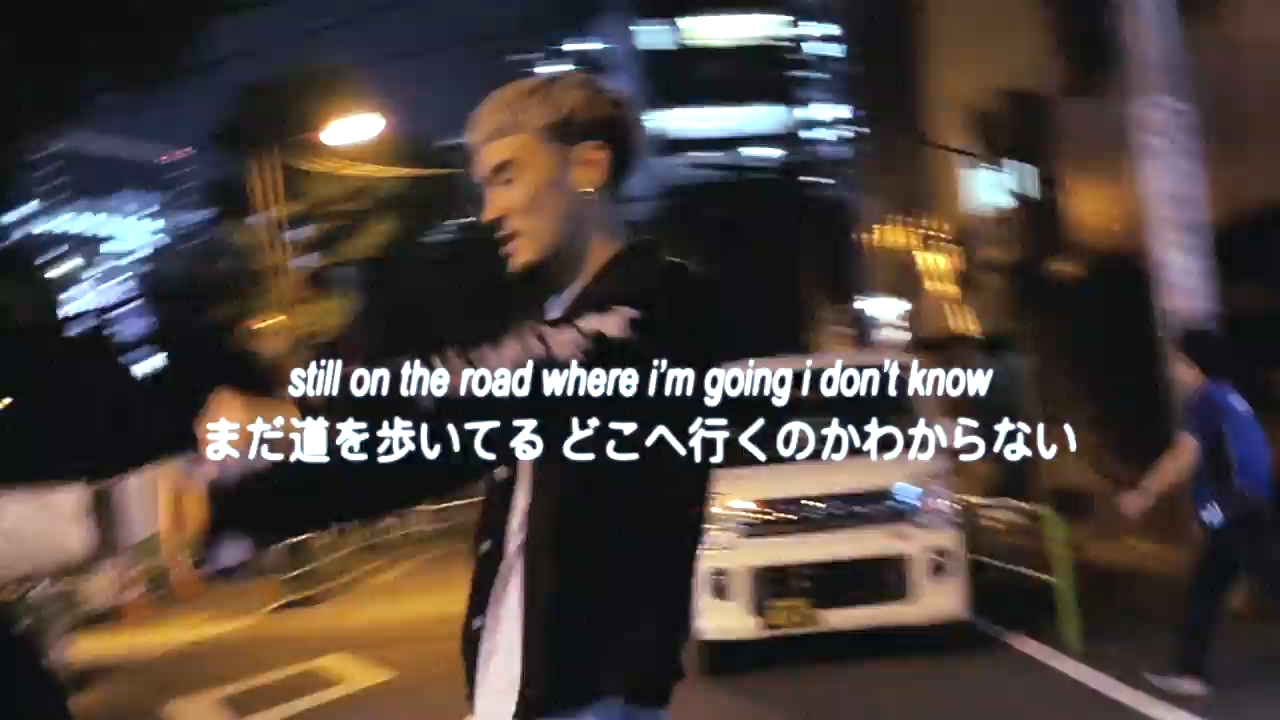 still on the road where i'm going i don't know
まだ道を歩いてる どこへ行くのかわからない